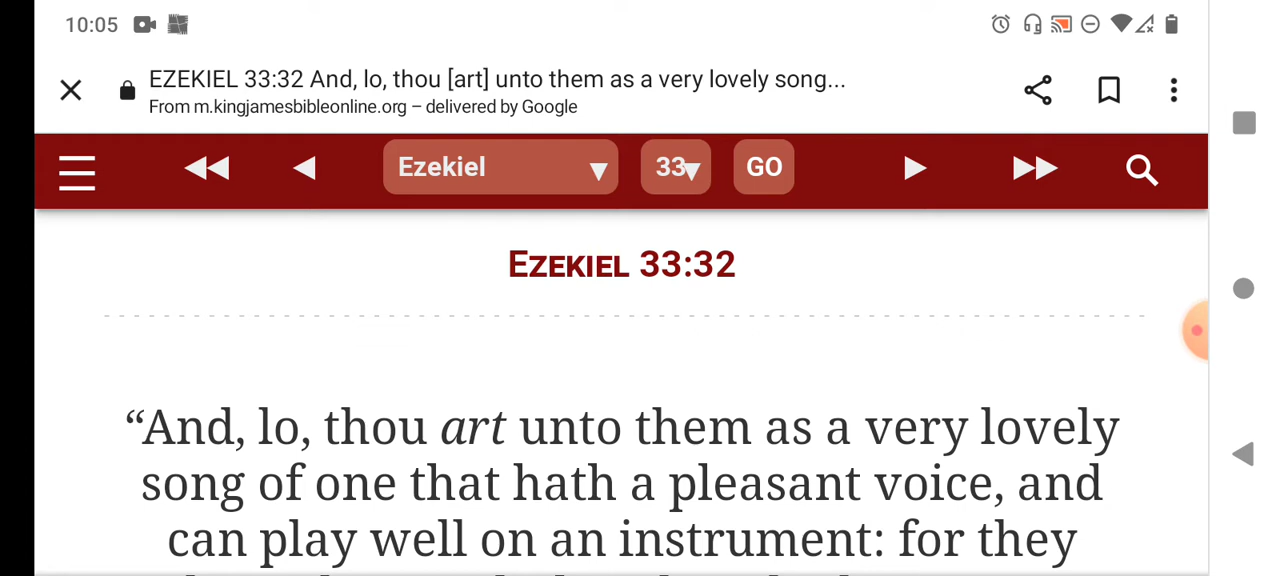 10:05
EZEKIEL 33:32 And, lo, thou [art] unto them as a very lovely song...
From m.kingjamesbibleonline.org – delivered by Google
Ezekiel 33 GO
EZEKIEL 33:32
“And, lo, thou art unto them as a very lovely
song of one that hath a pleasant voice, and
can play well on an instrument: for they